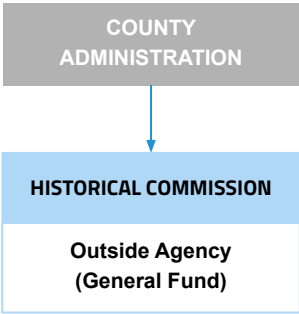 COUNTY
ADMINISTRATION
HISTORICAL COMMISSION
Outside Agency
(General Fund)